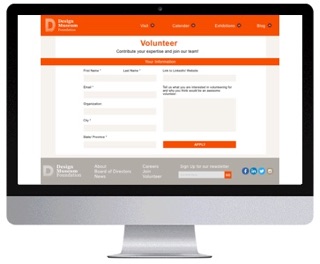 Design
Museum
Foundation
Visit
Calendar
Exhibitions
Blog
Volunteer
Contribute your expertise and join our team!
Your Information
First Name *
Last Name *
Link to LinkedIn/ Website
Email *
Tell us what you are interested in volunteering for
and why you think would be an awesome
volunteer!
Organization
City *
State/ Province *
APPLY
Design
Museum
Foundation
About
Board of Directors
News
Careers
Join
Volunteer
Sign Up for our newsletter